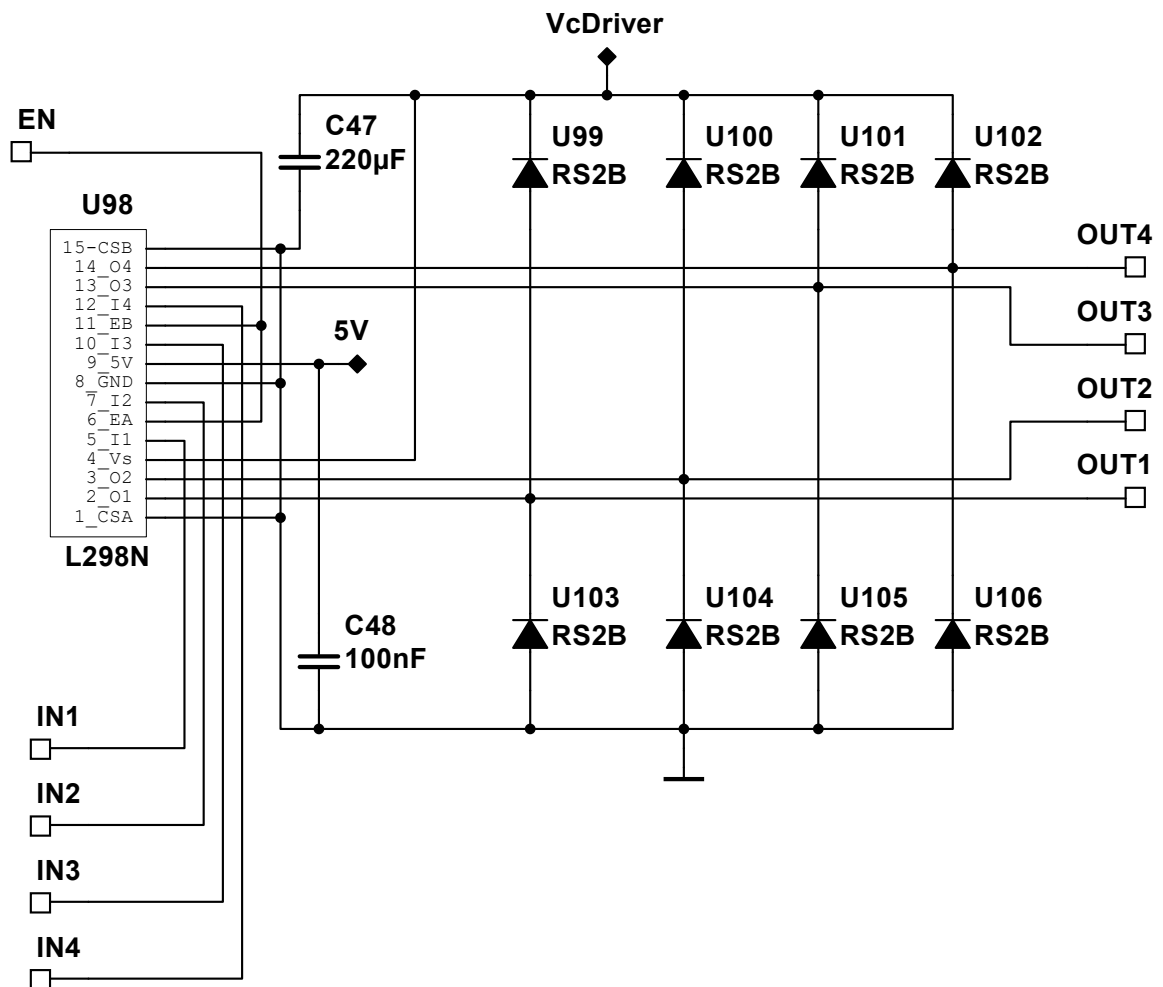 VcDriver
EN
C47
220µF
U99
RS2B
U100
RS2B
U101
RS2B
U102
RS2B
U98
15-CSB
14_O4
13_O3
12_I4
11_EB
10_I3
9_5V
8_GND
7_I2
6_EA
5_I1
4_Vs
3_O2
2_O1
1_CSA
L298N
5V
OUT4
OUT3
OUT2
OUT1
C48
100nF
U103
RS2B
U104
RS2B
U105
RS2B
U106
RS2B
IN1
IN2
IN3
IN4